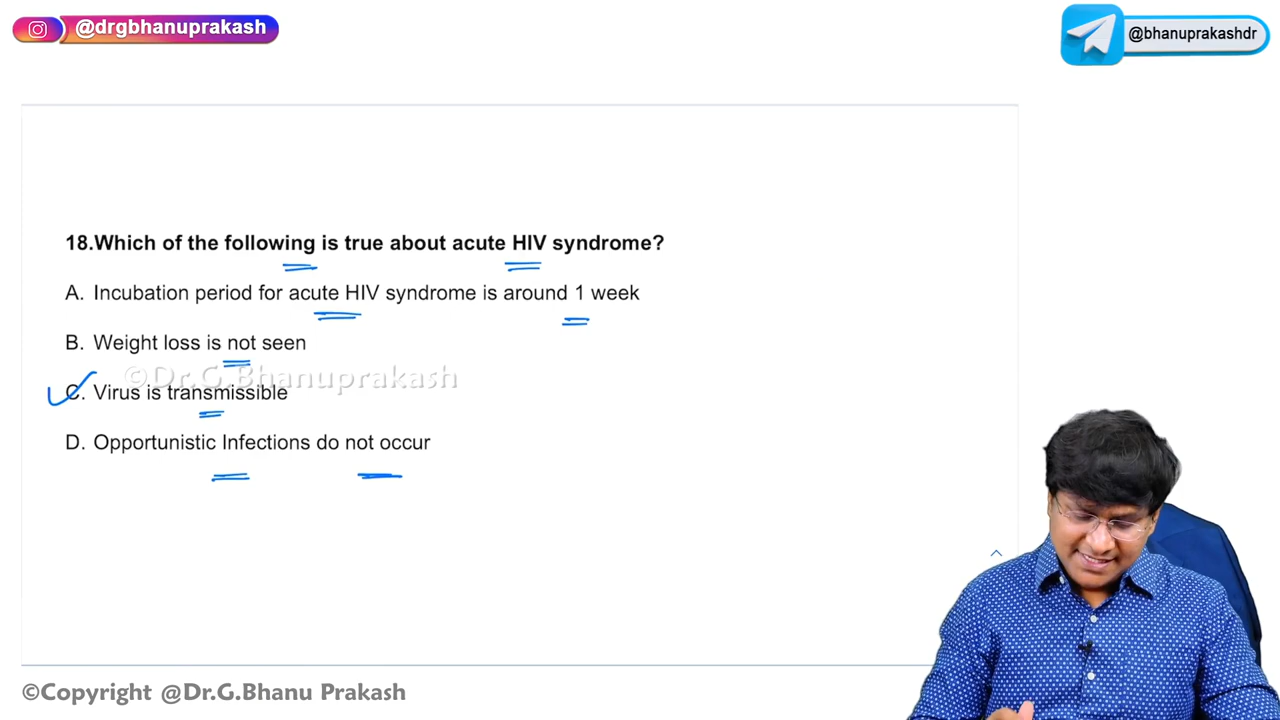 @drgbhanuprakash
@bhanuprakashdr
18.Which of the following is true about acute HIV syndrome?
A. Incubation period for acute HIV syndrome is around 1 week
B. Weight loss is not seen
©Dr.G.Bhanuprakash
C. Virus is transmissible
D. Opportunistic Infections do not occur
©Copyright @Dr.G.Bhanu Prakash